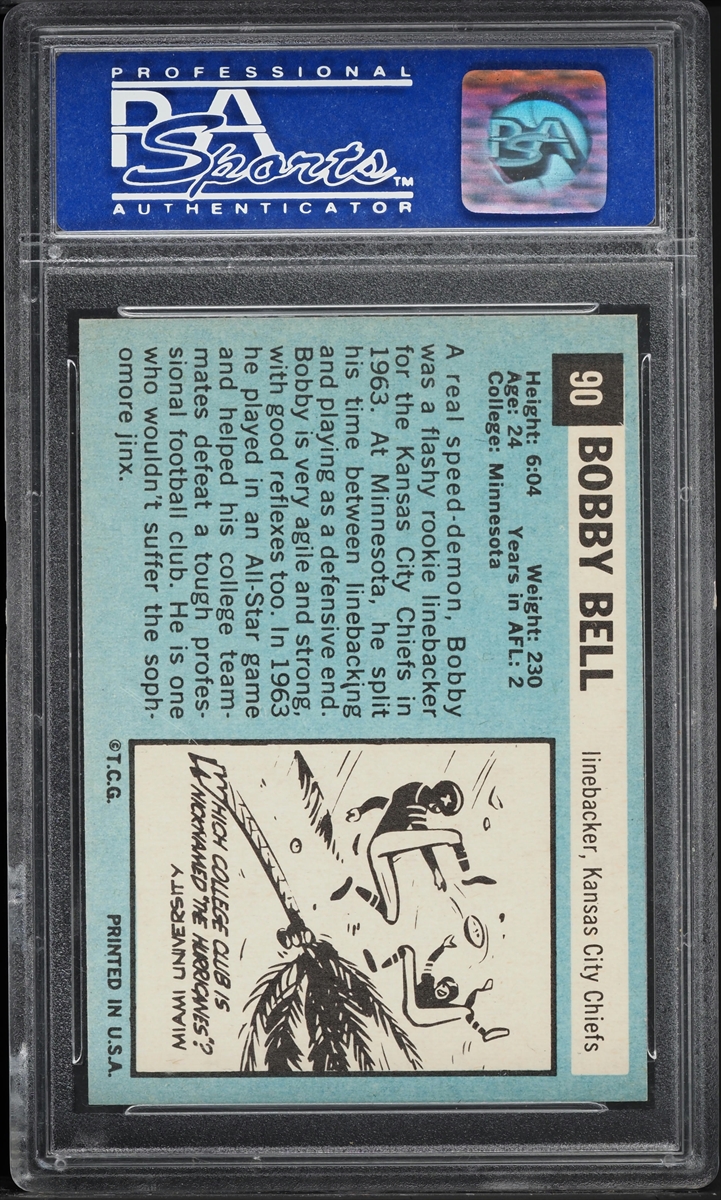 PROFESSIONAL
PSA
Sports™
AUTHENTICATOR
PSA
90 BOBBY BELL linebacker, Kansas City Chiefs
Height: 6:04 Weight: 230
Age: 24 Years in AFL: 2
College: Minnesota
A real speed-demon, Bobby
was a flashy rookie linebacker
for the Kansas City Chiefs in
1963. At Minnesota, he split
his time between linebacking
and playing as a defensive end.
Bobby is very agile and strong,
with good reflexes too. In 1963
he played in an All-Star game
and helped his college team-
mates defeat a tough profes-
sional football club. He is one
who wouldn't suffer the soph-
omore jinx.
WHICH COLLEGE CLUB IS
NICKNAMED "THE HURRICANES"?
MIAMI UNIVERSITY
©T.C.G. PRINTED IN U.S.A.